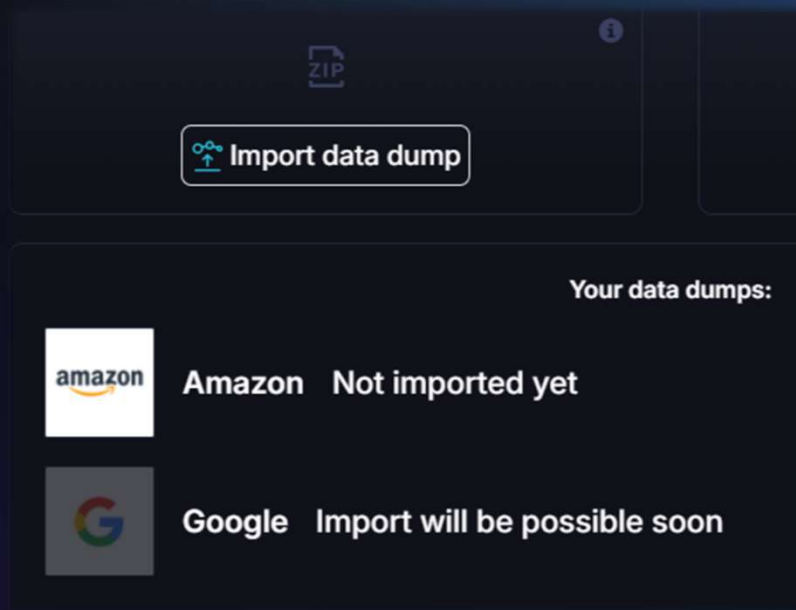 ZIP
Import data dump
Your data dumps:
amazon
Amazon Not imported yet
G
Google Import will be possible soon